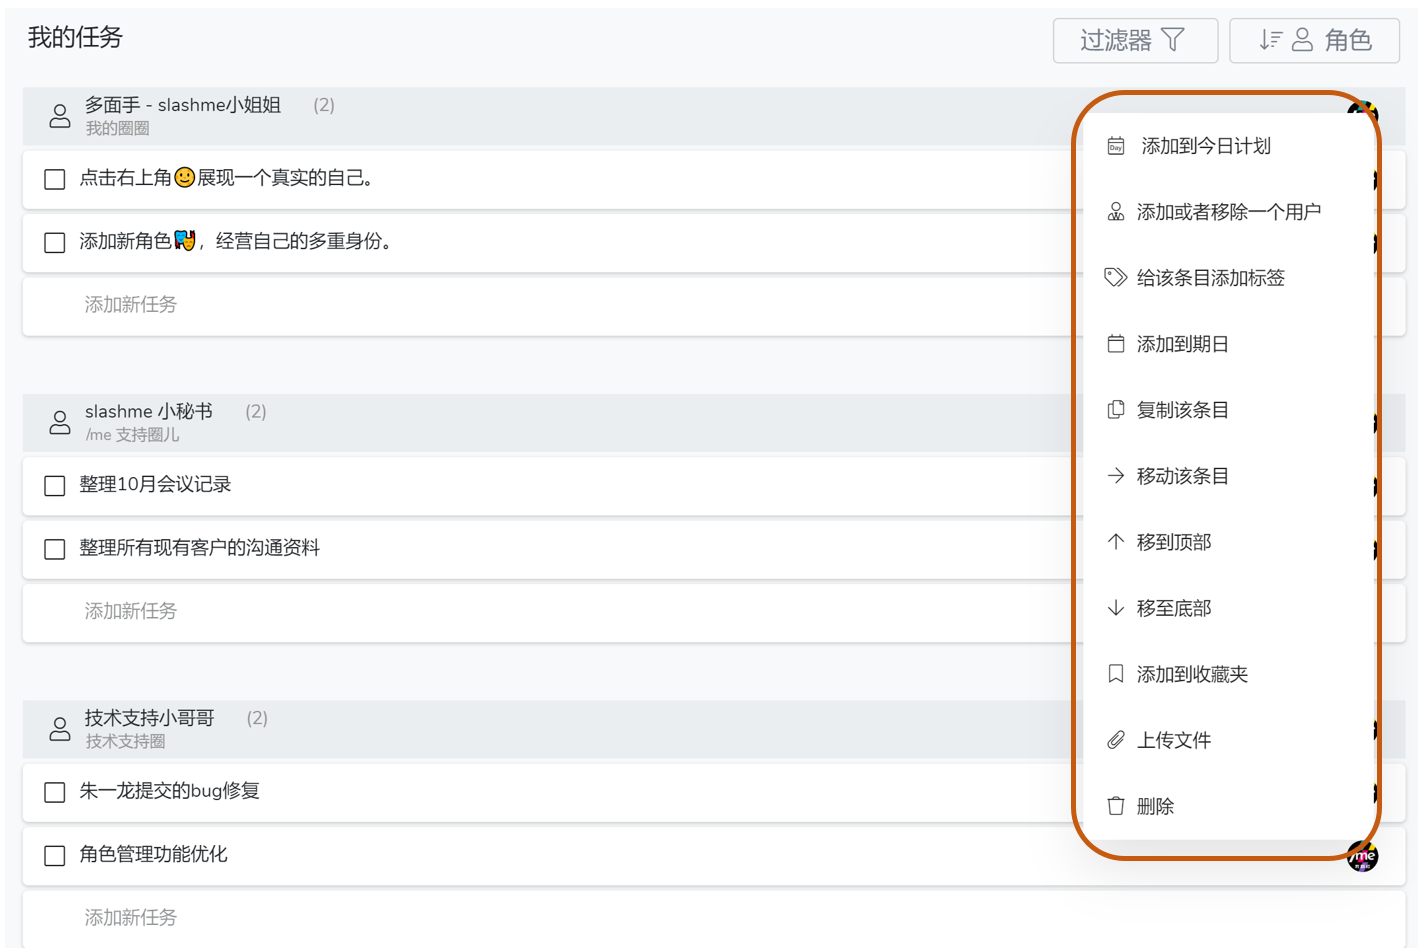 我的任务
过滤器
角色
多面手 - slashme小姐姐 (2)
我的圈圈
点击右上角🙂展现一个真实的自己。
添加新角色🎭，经营自己的多重身份。
添加新任务
slashme 小秘书 (2)
/me 支持圈儿
整理10月会议记录
整理所有现有客户的沟通资料
添加新任务
技术支持小哥哥 (2)
技术支持圈
朱一龙提交的bug修复
角色管理功能优化
添加新任务
Day 添加到今日计划
添加或者移除一个用户
给该条目添加标签
添加到期日
复制该条目
移动该条目
移到顶部
移至底部
添加到收藏夹
上传文件
删除
/me